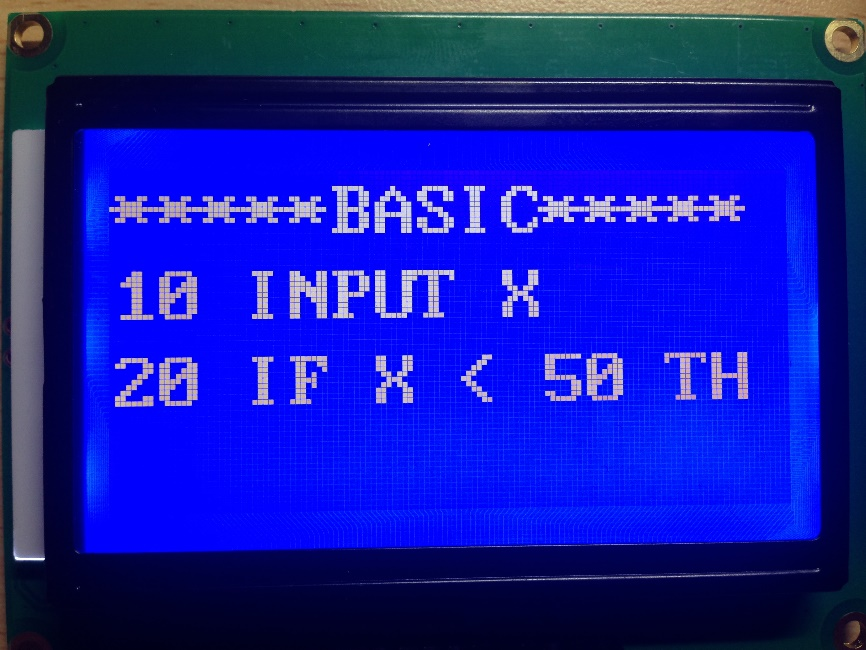 *****BASIC*****
10 INPUT X
20 IF X < 50 TH